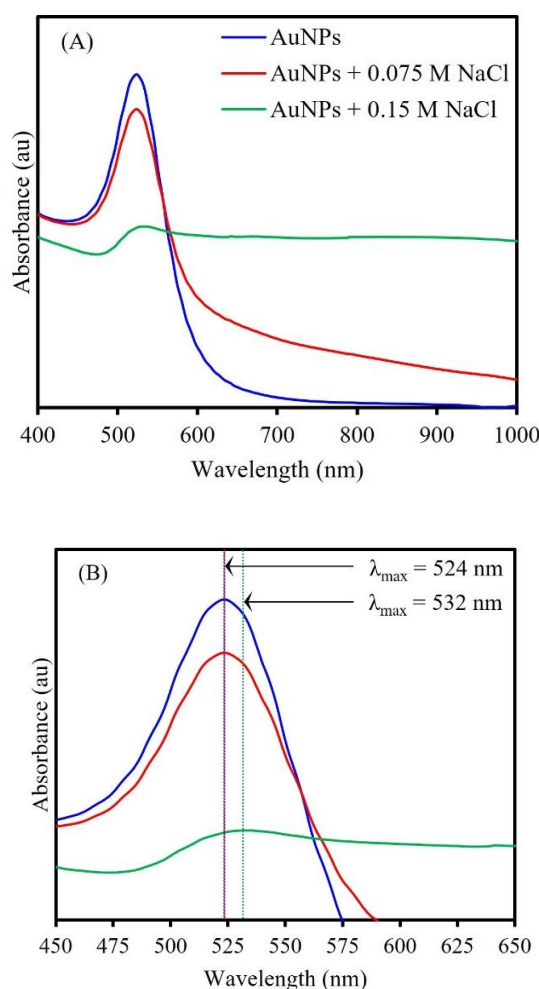 (A)
AuNPs
AuNPs + 0.075 M NaCl
AuNPs + 0.15 M NaCl
Absorbance (au)
400 500 600 700 800 900 1000
Wavelength (nm)
(B)
λmax = 524 nm
λmax = 532 nm
Absorbance (au)
450 475 500 525 550 575 600 625 650
Wavelength (nm)